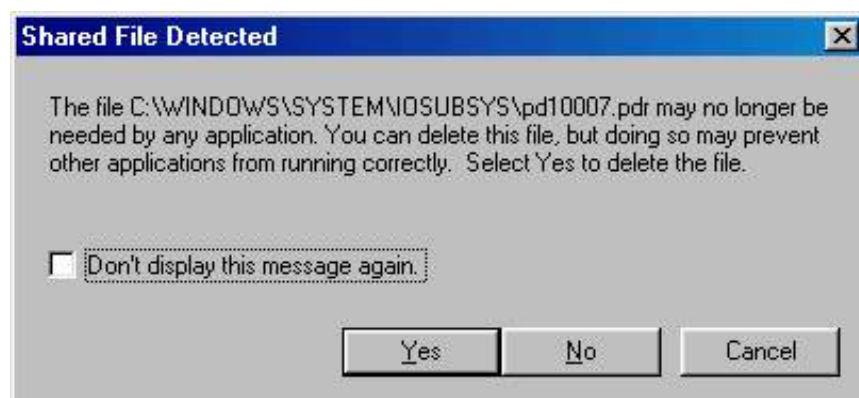 Shared File Detected
The file C:\WINDOWS\SYSTEM\IOSUBSYS\pd10007.pdr may no longer be
needed by any application. You can delete this file, but doing so may prevent
other applications from running correctly.  Select Yes to delete the file.
Don't display this message again.
Yes No Cancel